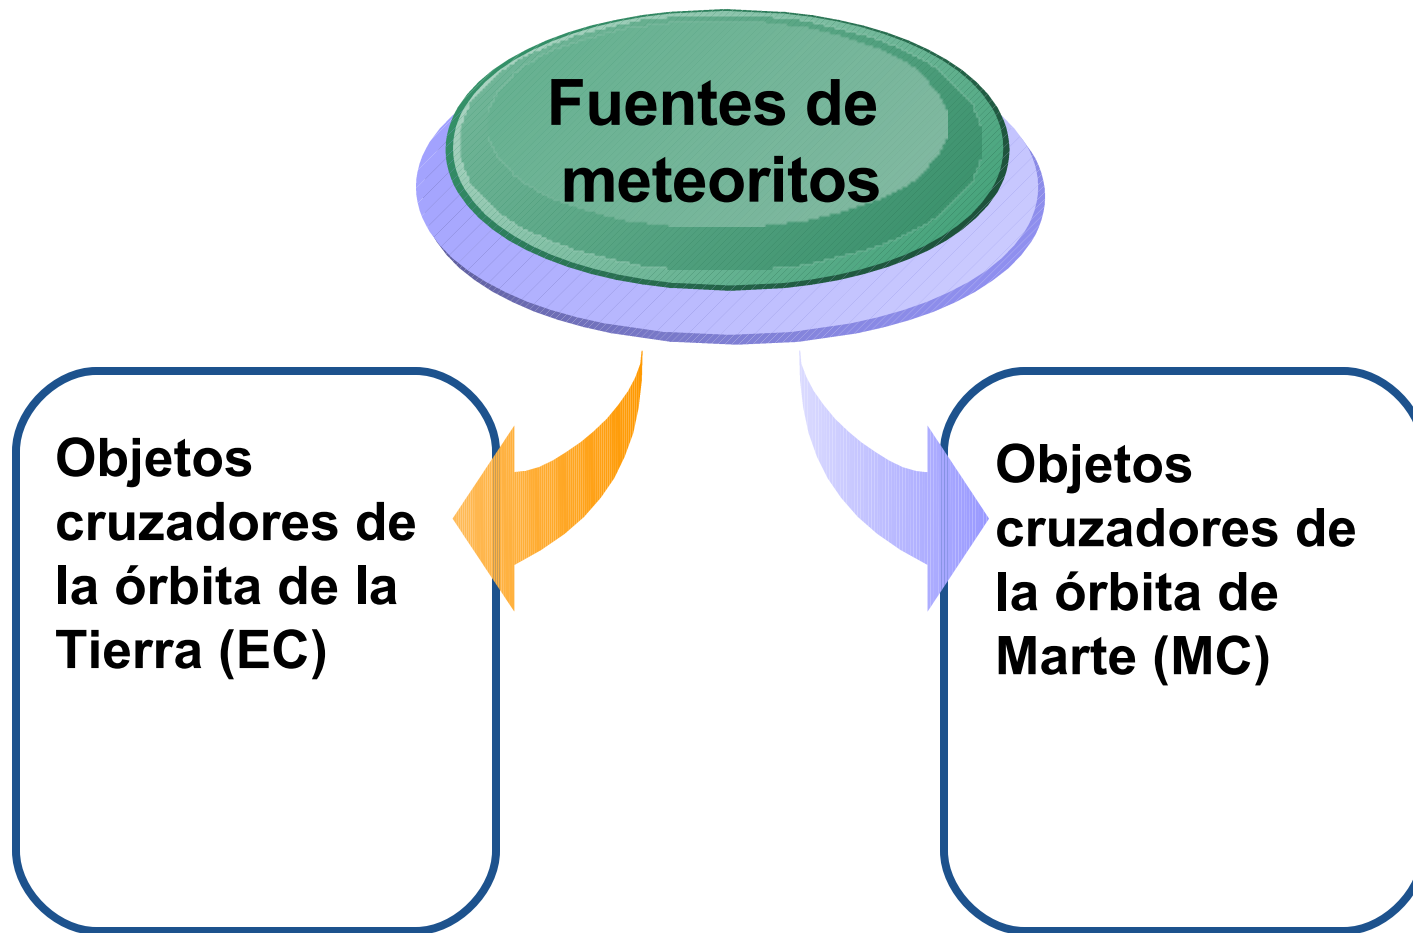 Fuentes de
meteoritos
Objetos
cruzadores de
la órbita de la
Tierra (EC)
Objetos
cruzadores de
la órbita de
Marte (MC)